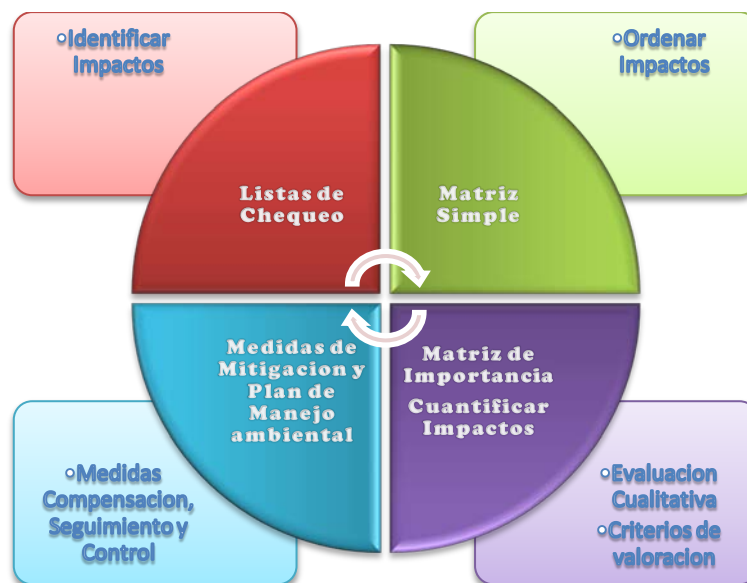 ◦Identificar
Impactos
◦Ordenar
Impactos
Listas de
Chequeo
Matriz
Simple
Medidas de
Mitigacion y
Plan de
Manejo
ambiental
Matriz de
Importancia
Cuantificar
Impactos
◦Medidas
Compensacion,
Seguimiento y
Control
◦Evaluacion
Cualitativa
◦Criterios de
valoracion